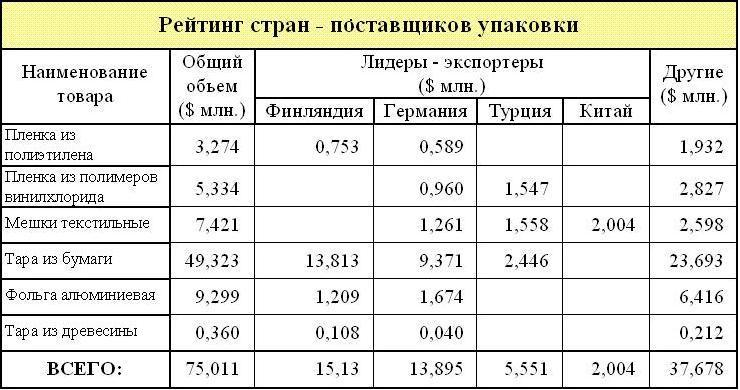 Рейтинг стран - поставщиков упаковки
Наименование товара | Общий объем ($ млн.) | Лидеры - экспортеры ($ млн.) | Другие ($ млн.)
Финляндия | Германия | Турция | Китай
Пленка из полиэтилена | 3,274 | 0,753 | 0,589 | | | 1,932
Пленка из полимеров винилхлорида | 5,334 | | 0,960 | 1,547 | | 2,827
Мешки текстильные | 7,421 | | 1,261 | 1,558 | 2,004 | 2,598
Тара из бумаги | 49,323 | 13,813 | 9,371 | 2,446 | | 23,693
Фольга алюминиевая | 9,299 | 1,209 | 1,674 | | | 6,416
Тара из древесины | 0,360 | 0,108 | 0,040 | | | 0,212
ВСЕГО: | 75,011 | 15,13 | 13,895 | 5,551 | 2,004 | 37,678